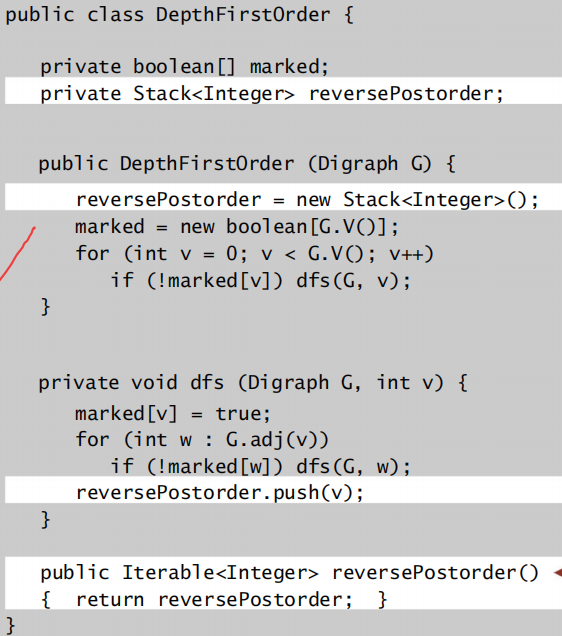 public class DepthFirstOrder {
private boolean[] marked;
private Stack<Integer> reversePostorder;
public DepthFirstOrder (Digraph G) {
reversePostorder = new Stack<Integer>();
marked = new boolean[G.V()];
for (int v = 0; v < G.V(); v++)
if (!marked[v]) dfs(G, v);
}
private void dfs (Digraph G, int v) {
marked[v] = true;
for (int w : G.adj(v))
if (!marked[w]) dfs(G, w);
reversePostorder.push(v);
}
public Iterable<Integer> reversePostorder()
{ return reversePostorder; }
}